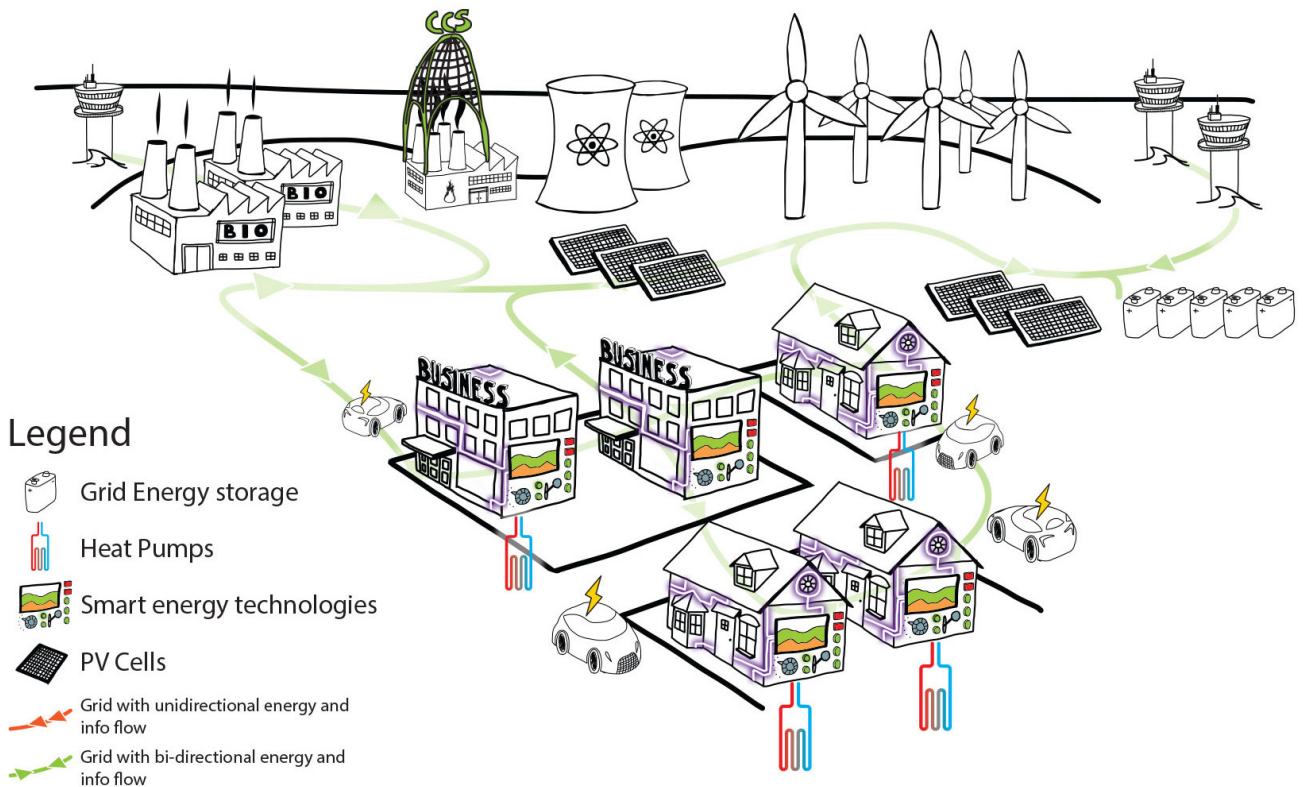 CCS
BIO
BIO
BUSINESS
BUSINESS
Legend
Grid Energy storage
Heat Pumps
Smart energy technologies
PV Cells
Grid with unidirectional energy and
info flow
Grid with bi-directional energy and
info flow